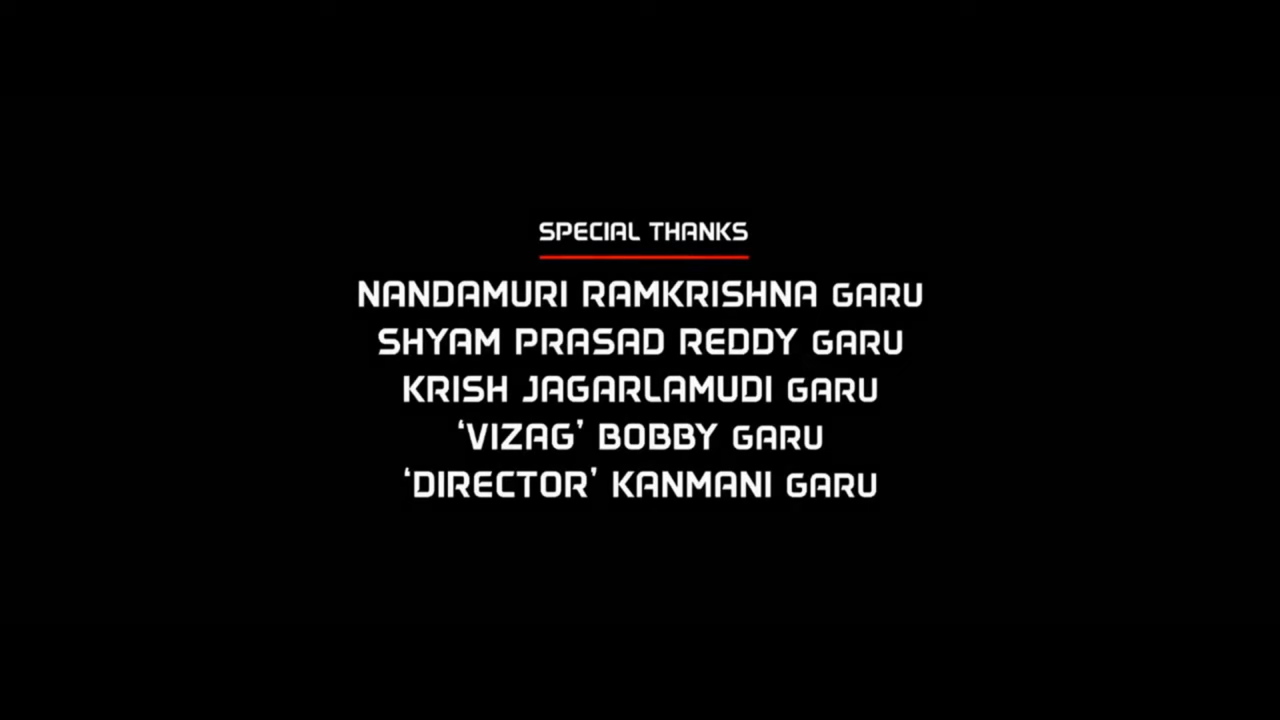 SPECIAL THANKS
NANDAMURI RAMKRISHNA GARU
SHYAM PRASAD REDDY GARU
KRISH JAGARLAMUDI GARU
‘VIZAG’ BOBBY GARU
‘DIRECTOR’ KANMANI GARU